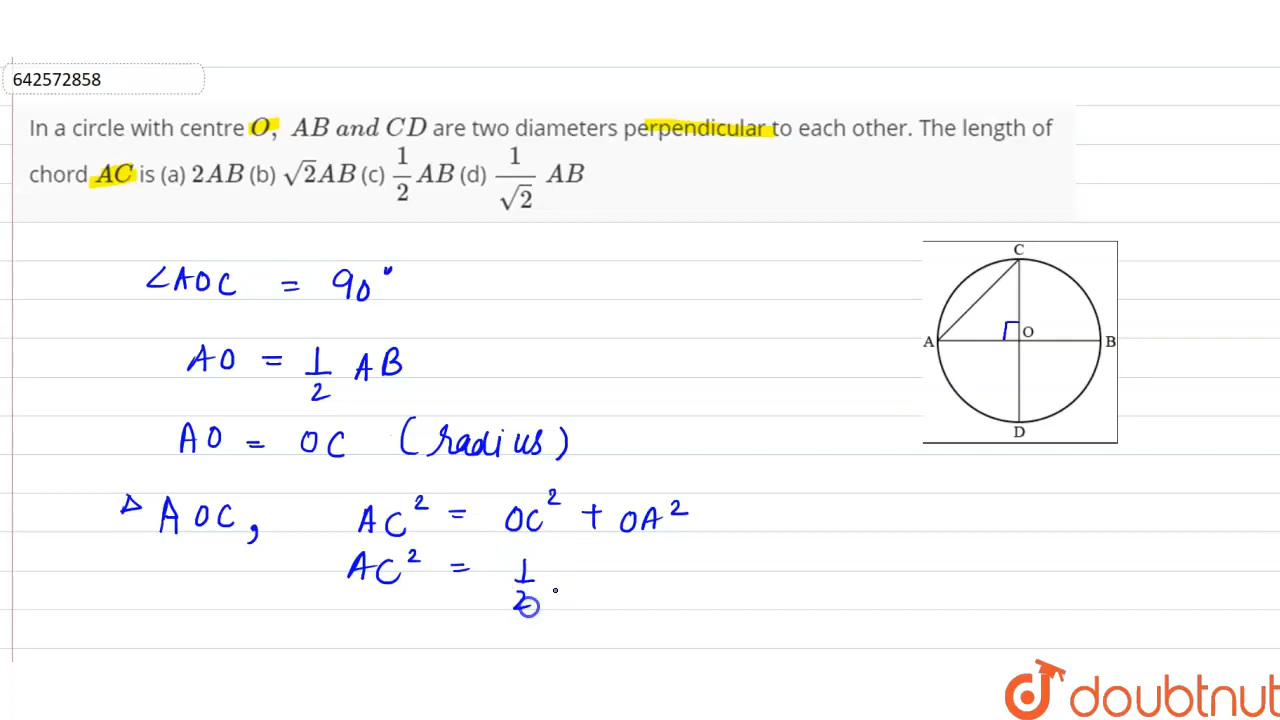 642572858
In a circle with centre O, AB and CD are two diameters perpendicular to each other. The length of
chord AC is (a) 2AB (b) √2AB (c) 1/2 AB (d) 1/√2 AB
∠AOC = 90°
AO = 1/2 AB
AO = OC (radius)
△ AOC, AC² = OC² + OA²
AC² = 1/2
C
A
O
B
D
doubtnut